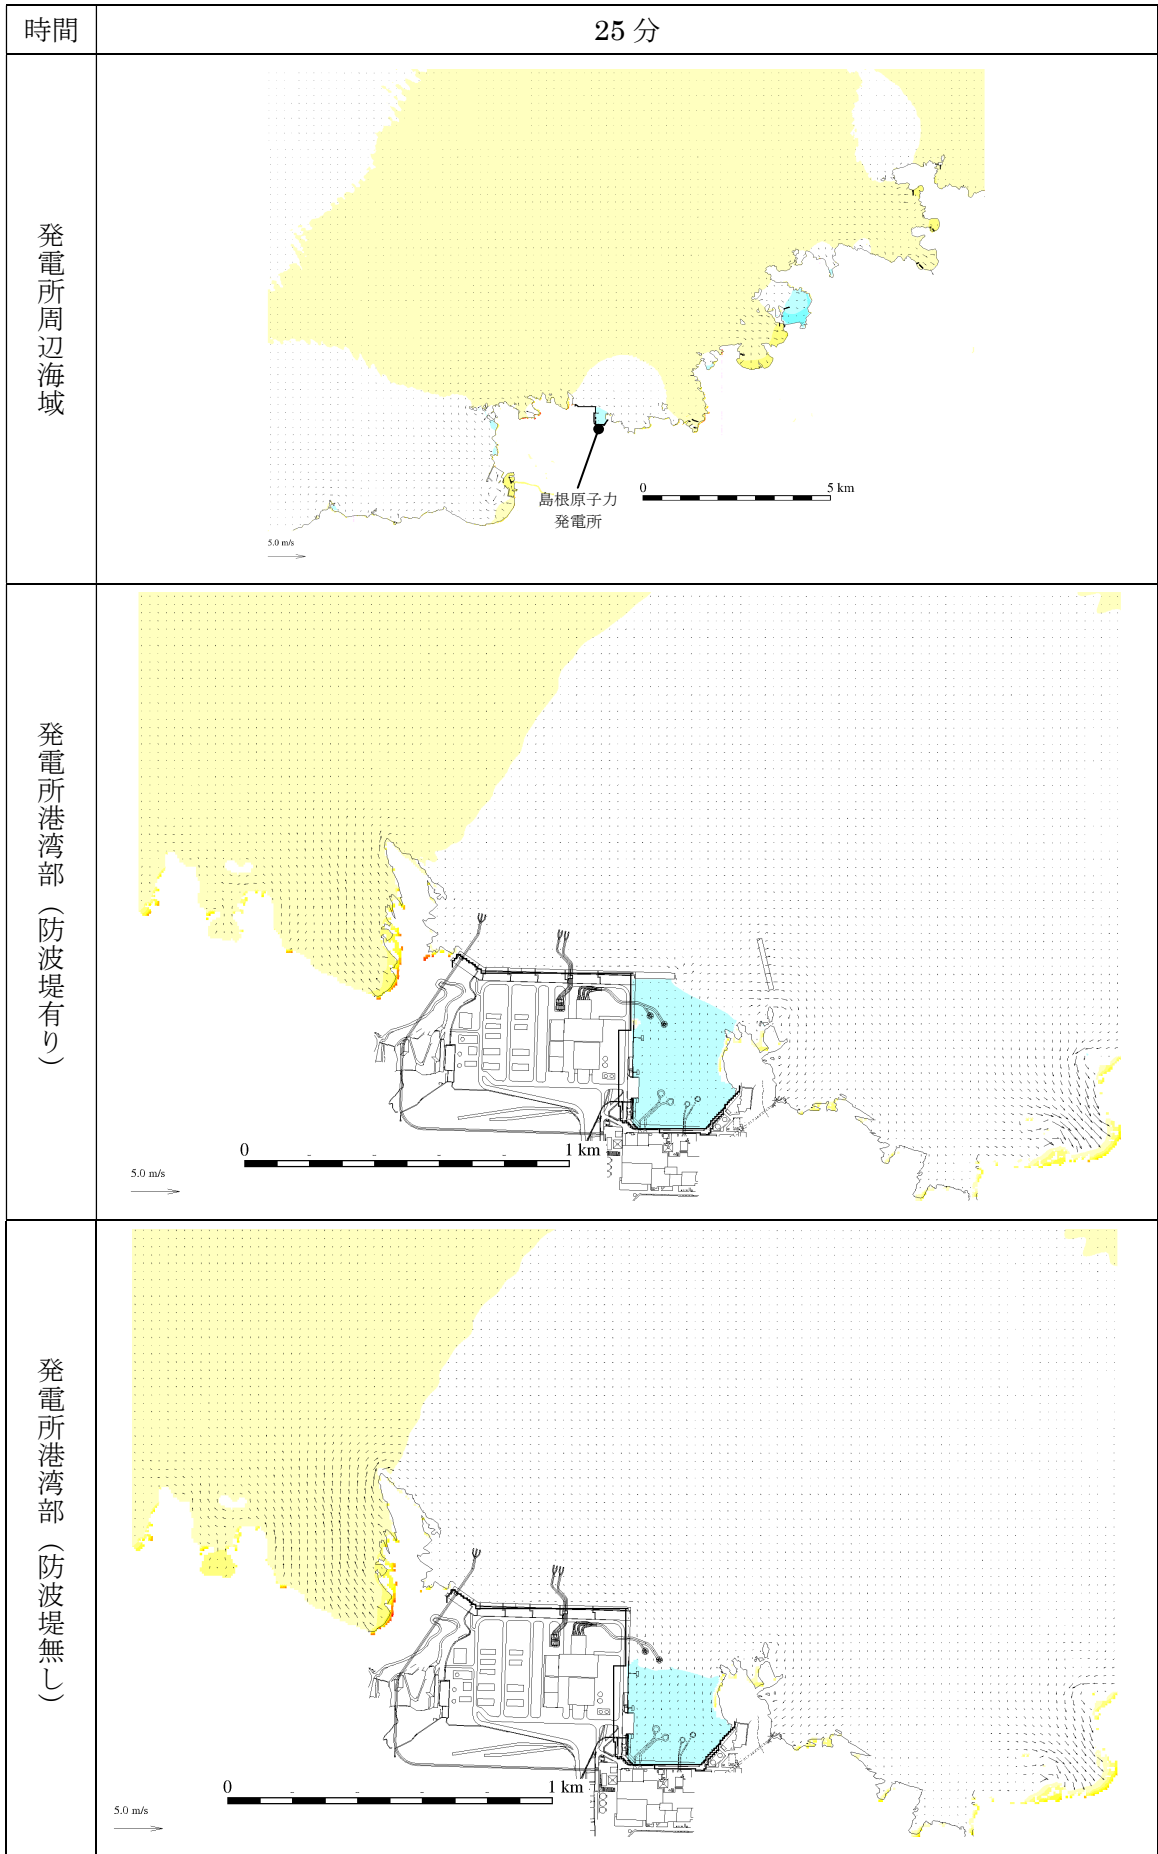 時間
25 分
発電所周辺海域
島根原子力
発電所
0 5 km
5.0 m/s
発電所港湾部（防波堤有り）
0 1 km
5.0 m/s
発電所港湾部（防波堤無し）
0 1 km
5.0 m/s